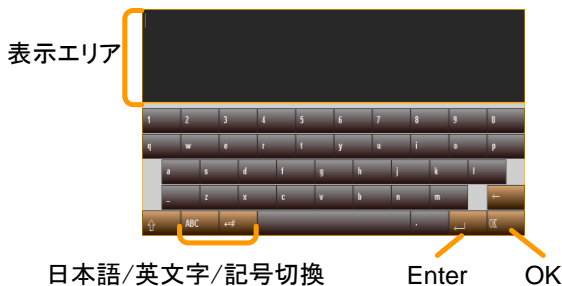 表示エリア
1 2 3 4 5 6 7 8 9 0
q w e r t y u i o p
a s d f g h j k l
_ z x c v b n m ←
⇧ ABC +=# . ↵ OK
日本語/英文字/記号切換 Enter OK